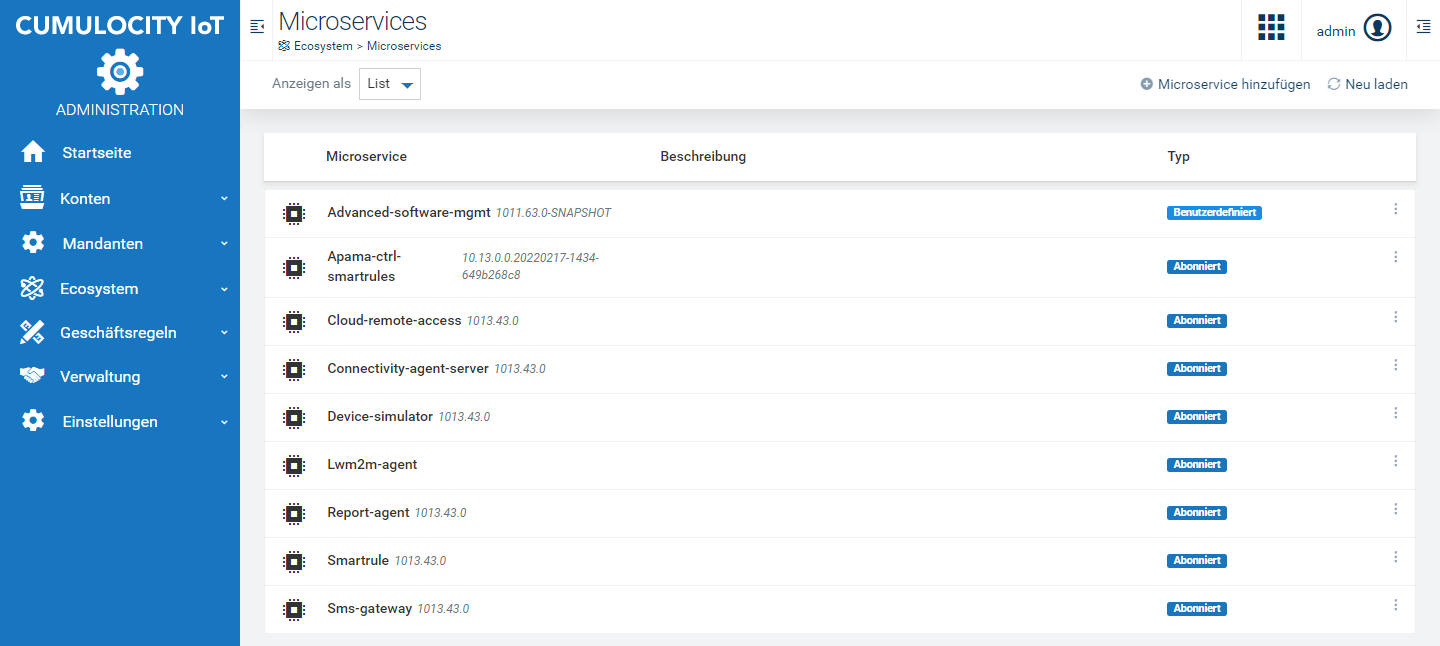 CUMULOCITY IoT
ADMINISTRATION
Startseite
Konten
Mandanten
Ecosystem
Geschäftsregeln
Verwaltung
Einstellungen
Microservices
Ecosystem > Microservices
admin
Anzeigen als List
Microservice hinzufügen Neu laden
Microservice Beschreibung Typ
Advanced-software-mgmt 1011.63.0-SNAPSHOT Benutzerdefiniert
Apama-ctrl- 10.13.0.0.20220217-1434-
smartrules 649b268c8 Abonniert
Cloud-remote-access 1013.43.0 Abonniert
Connectivity-agent-server 1013.43.0 Abonniert
Device-simulator 1013.43.0 Abonniert
Lwm2m-agent Abonniert
Report-agent 1013.43.0 Abonniert
Smartrule 1013.43.0 Abonniert
Sms-gateway 1013.43.0 Abonniert